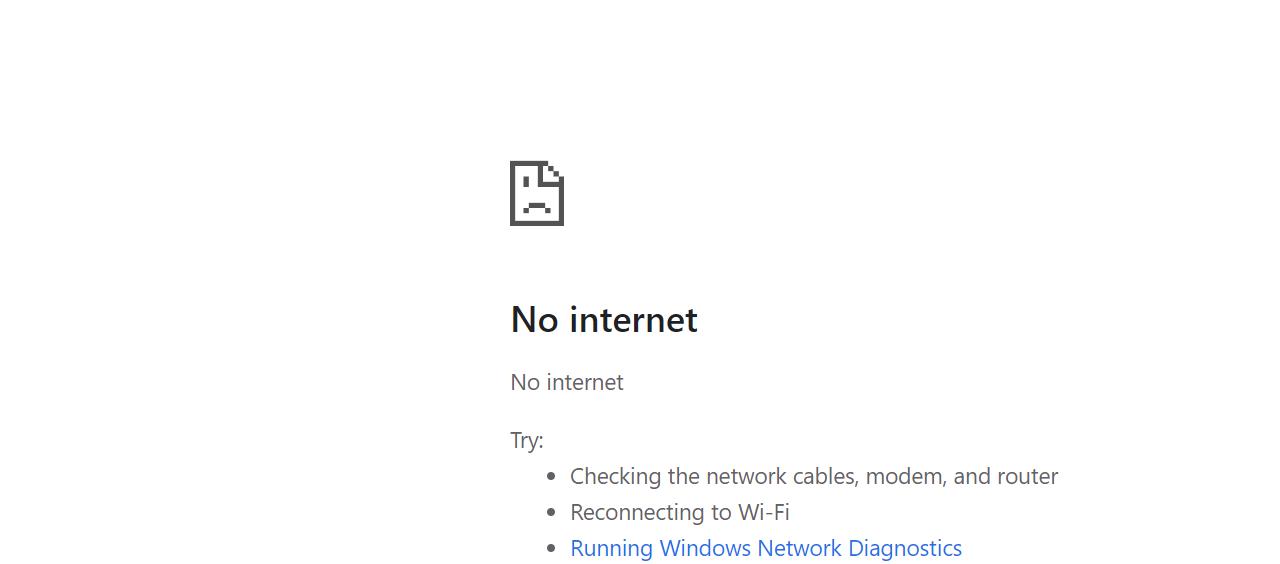 No internet
No internet
Try:
Checking the network cables, modem, and router
Reconnecting to Wi-Fi
Running Windows Network Diagnostics